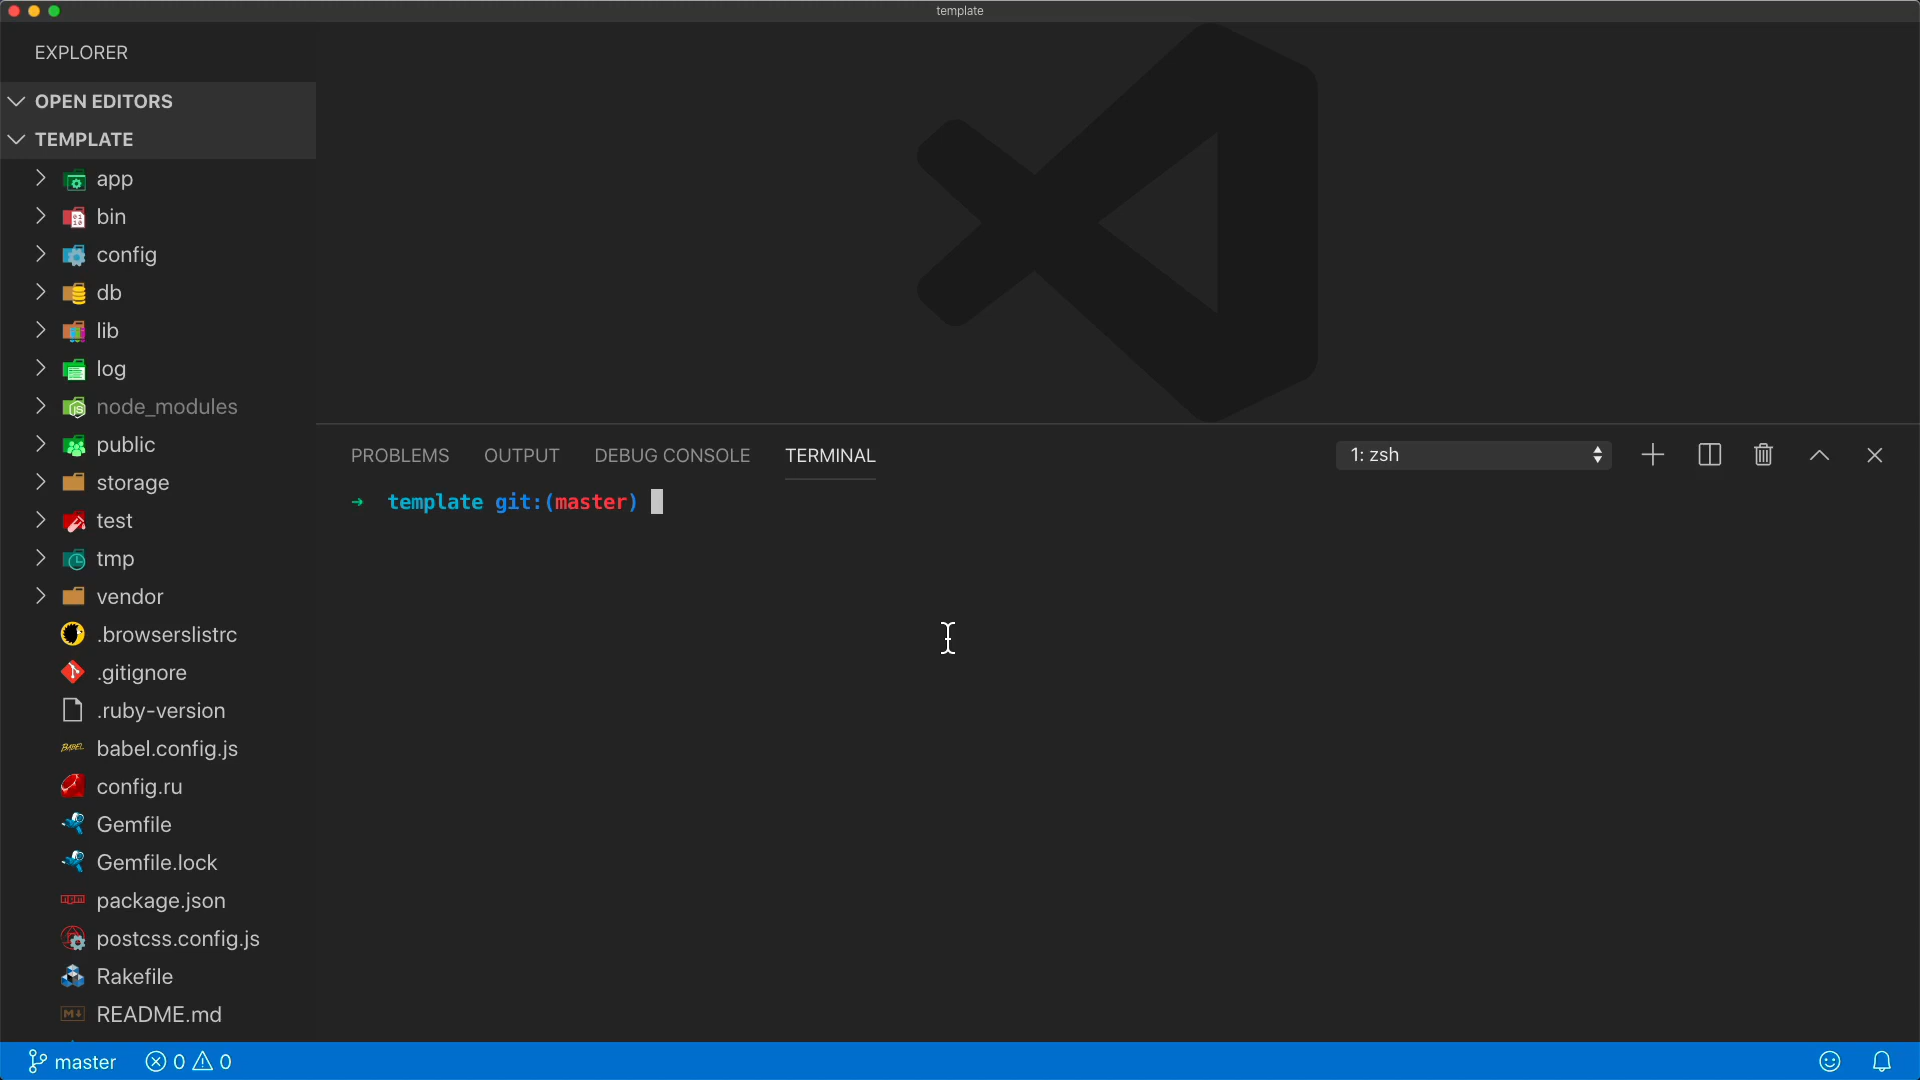 template
EXPLORER
OPEN EDITORS
TEMPLATE
app
bin
config
db
lib
log
node_modules
public
storage
test
tmp
vendor
.browserslistrc
.gitignore
.ruby-version
babel.config.js
config.ru
Gemfile
Gemfile.lock
package.json
postcss.config.js
Rakefile
README.md
PROBLEMS OUTPUT DEBUG CONSOLE TERMINAL 1: zsh
➜ template git:(master)
master 0 0